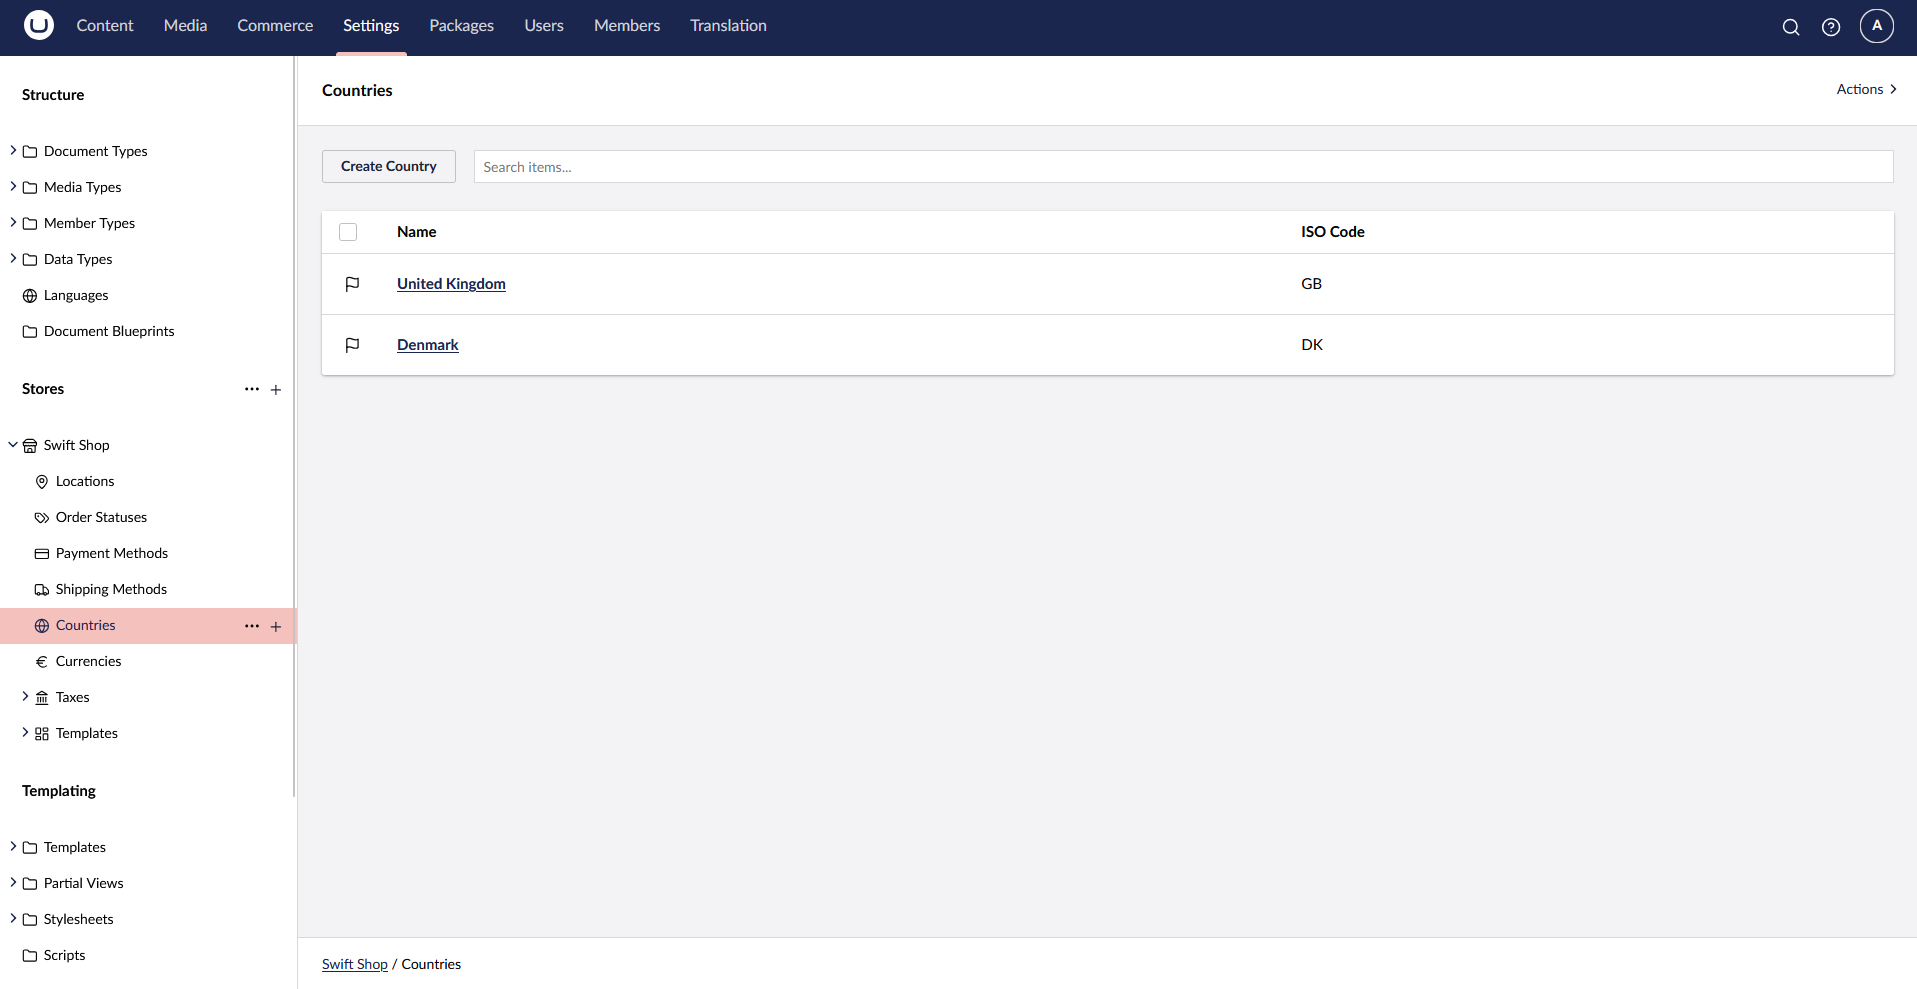 Content Media Commerce Settings Packages Users Members Translation
A
Structure
Document Types
Media Types
Member Types
Data Types
Languages
Document Blueprints
Stores
Swift Shop
Locations
Order Statuses
Payment Methods
Shipping Methods
Countries
Currencies
Taxes
Templates
Templating
Templates
Partial Views
Stylesheets
Scripts
Countries
Actions
Create Country
Search items...
Name ISO Code
United Kingdom GB
Denmark DK
Swift Shop / Countries